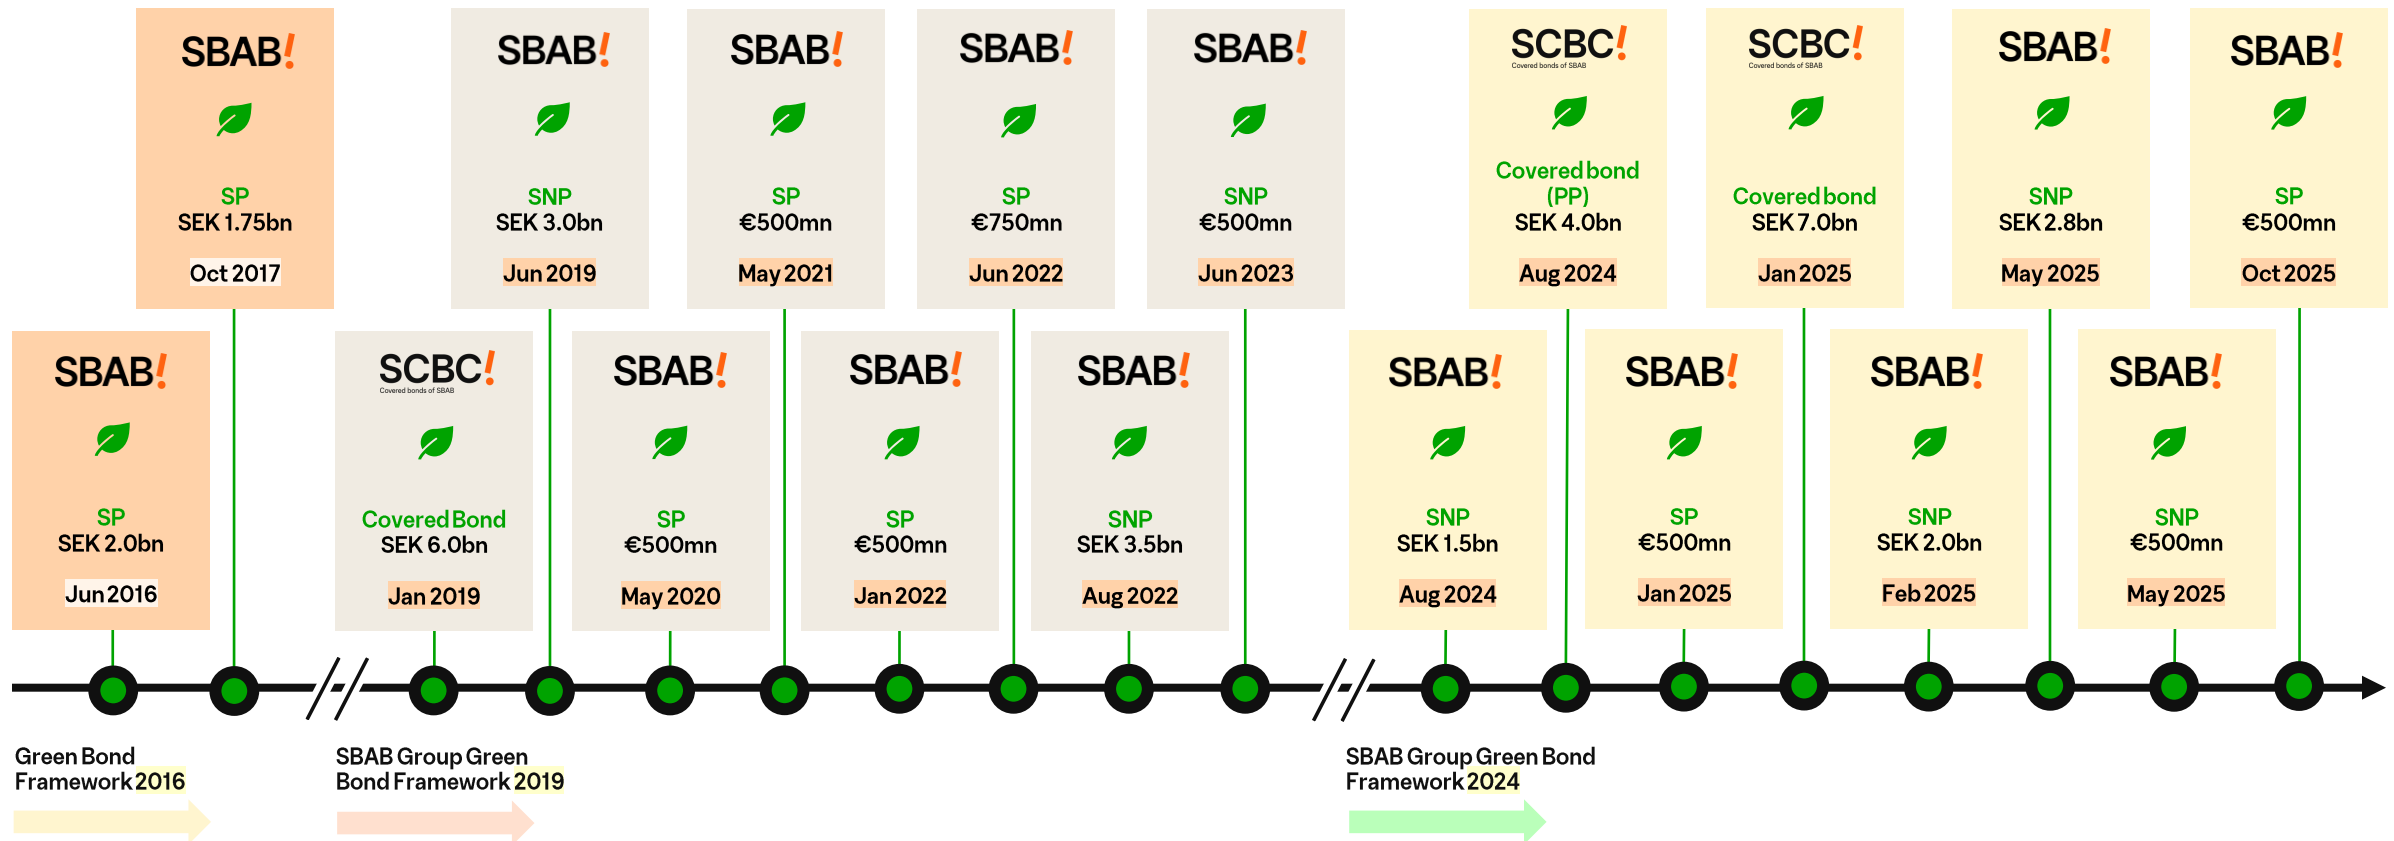 SBAB!
SP
SEK 1.75bn
Oct 2017
SBAB!
SNP
SEK 3.0bn
Jun 2019
SBAB!
SP
€500mn
May 2021
SBAB!
SP
€750mn
Jun 2022
SBAB!
SNP
€500mn
Jun 2023
SCBC!
Covered bonds of SBAB
Covered bond
(PP)
SEK 4.0bn
Aug 2024
SCBC!
Covered bonds of SBAB
Covered bond
SEK 7.0bn
Jan 2025
SBAB!
SNP
SEK 2.8bn
May 2025
SBAB!
SP
€500mn
Oct 2025
SBAB!
SP
SEK 2.0bn
Jun 2016
SCBC!
Covered bonds of SBAB
Covered Bond
SEK 6.0bn
Jan 2019
SBAB!
SP
€500mn
May 2020
SBAB!
SP
€500mn
Jan 2022
SBAB!
SNP
SEK 3.5bn
Aug 2022
SBAB!
SNP
SEK 1.5bn
Aug 2024
SBAB!
SP
€500mn
Jan 2025
SBAB!
SNP
SEK 2.0bn
Feb 2025
SBAB!
SNP
€500mn
May 2025
Green Bond
Framework 2016
SBAB Group Green
Bond Framework 2019
SBAB Group Green Bond
Framework 2024